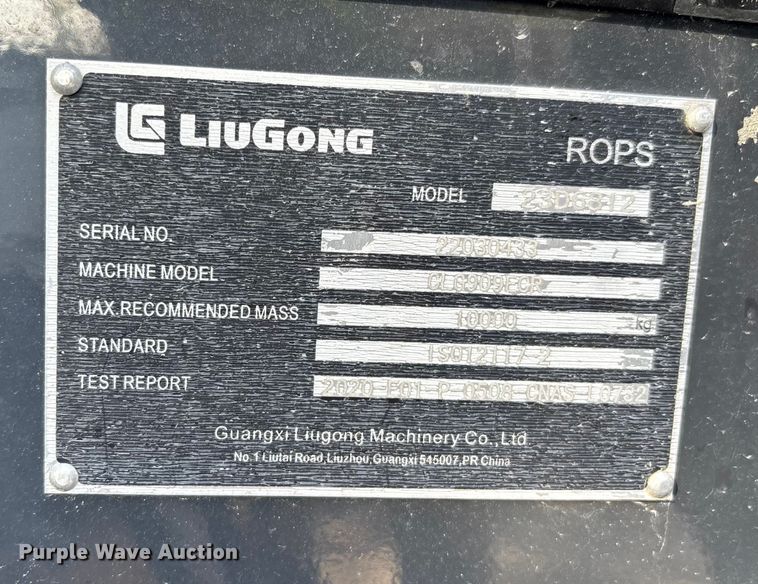 LG LIUGONG
ROPS
MODEL 23D6812
SERIAL NO. 22030433
MACHINE MODEL CLG909ECR
MAX.RECOMMENDED MASS 10000 kg
STANDARD ISO12117-2
TEST REPORT 2020 F01-P 0508 CNAS
Guangxi Liugong Machinery Co.,Ltd
No.1 Liutai Road,Liuzhou,Guangxi 545007,PR China
Purple Wave Auction